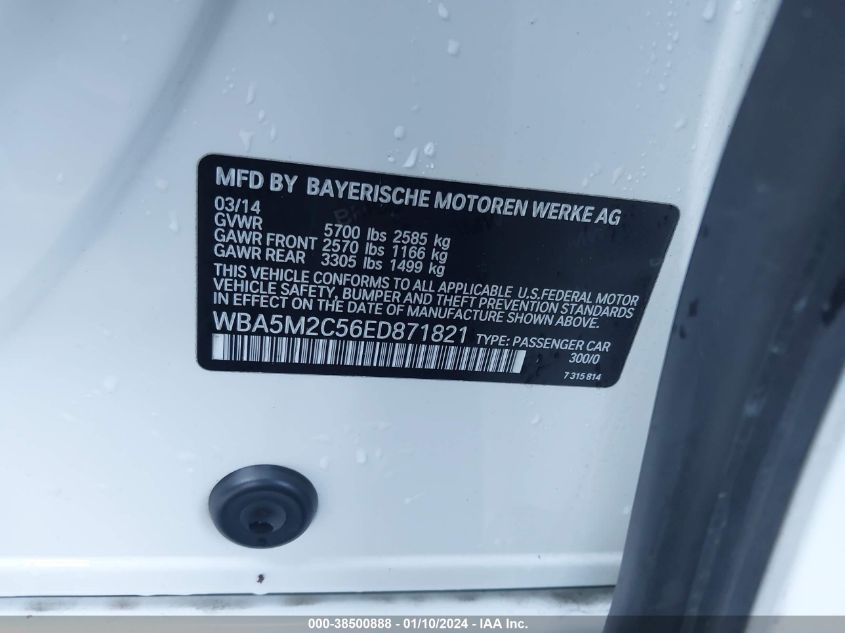 MFD BY BAYERISCHE MOTOREN WERKE AG
03/14
GVWR 5700 lbs 2585 kg
GAWR FRONT 2570 lbs 1166 kg
GAWR REAR 3305 lbs 1499 kg
THIS VEHICLE CONFORMS TO ALL APPLICABLE U.S.FEDERAL MOTOR
VEHICLE SAFETY, BUMPER AND THEFT PREVENTION STANDARDS
IN EFFECT ON THE DATE OF MANUFACTURE SHOWN ABOVE.
WBA5M2C56ED871821 TYPE: PASSENGER CAR
300/0
7 315 814
000-38500888 - 01/10/2024 - IAA Inc.